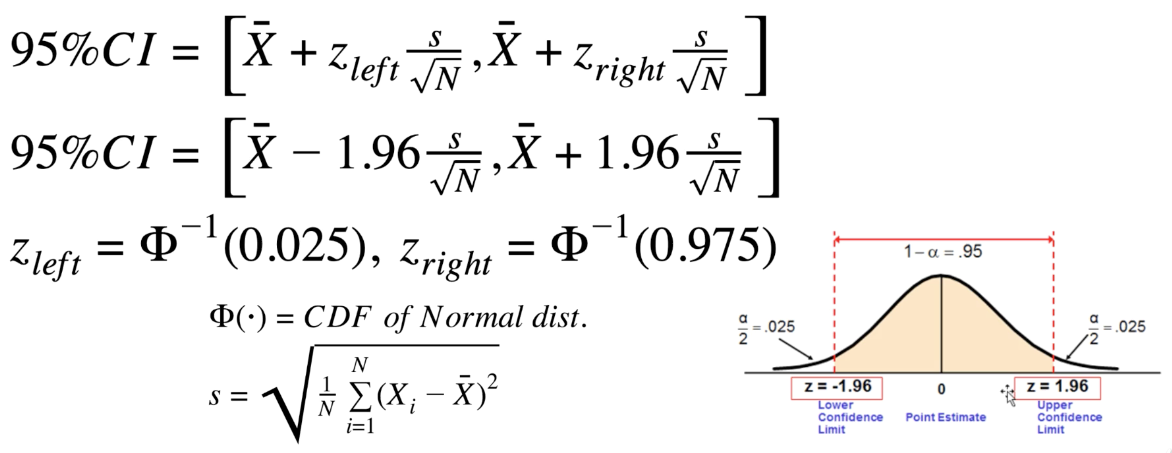 95%CI = [X̄ + z_left s/√N, X̄ + z_right s/√N]
95%CI = [X̄ − 1.96 s/√N, X̄ + 1.96 s/√N]
z_left = Φ⁻¹(0.025), z_right = Φ⁻¹(0.975)
Φ(·) = CDF of Normal dist.
s = √(1/N ∑_{i=1}^{N} (X_i − X̄)²)
1−α = .95
α/2 = .025
α/2 = .025
z = -1.96
0
z = 1.96
Lower Confidence Limit
Point Estimate
Upper Confidence Limit